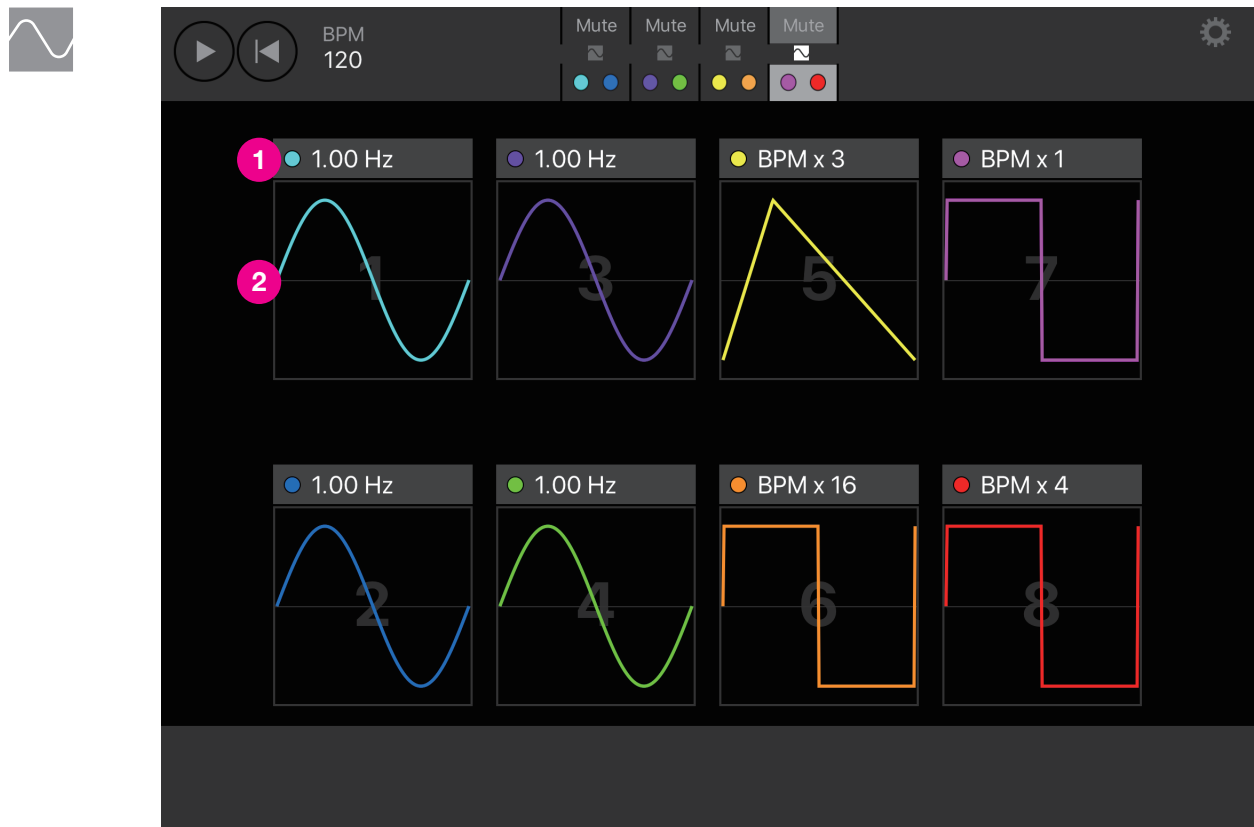 BPM
120
Mute Mute Mute Mute
1 1.00 Hz 1.00 Hz BPM x 3 BPM x 1
2 1 3 5 7
1.00 Hz 1.00 Hz BPM x 16 BPM x 4
2 4 6 8